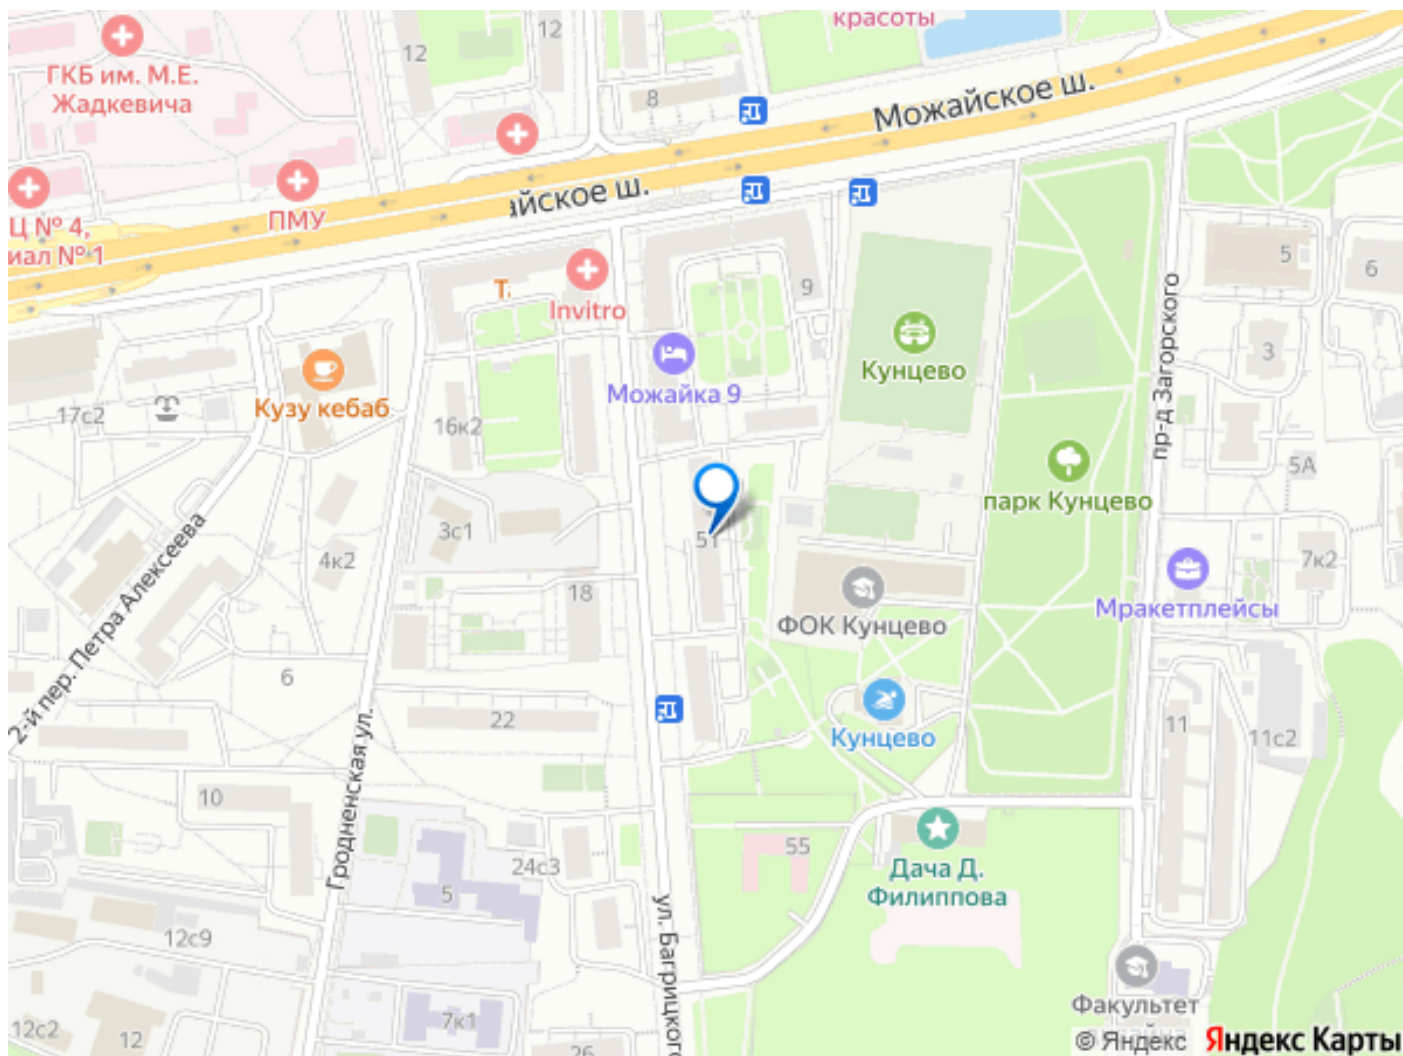 красоты
12
12
ГКБ им. М.Е.
Жадкевича
8
Можайское ш.
айское ш.
ПМУ
Ц № 4,
иал № 1
5
6
9
Invitro
Кунцево
3
Можайка 9
Кузу кебаб
17с2
16к2
пр-д Загорского
5А
парк Кунцево
3с1
51
4к2
7к2
18
Мракетплейсы
ФОК Кунцево
2-й пер. Петра Алексеева
6
22
Кунцево
11
11с2
Гродненская ул.
10
55
24с3
5
Дача Д.
Филиппова
ул. Багрицкого
12с9
Факультет
12с2
12
7к1
26
© Яндекс Яндекс Карты